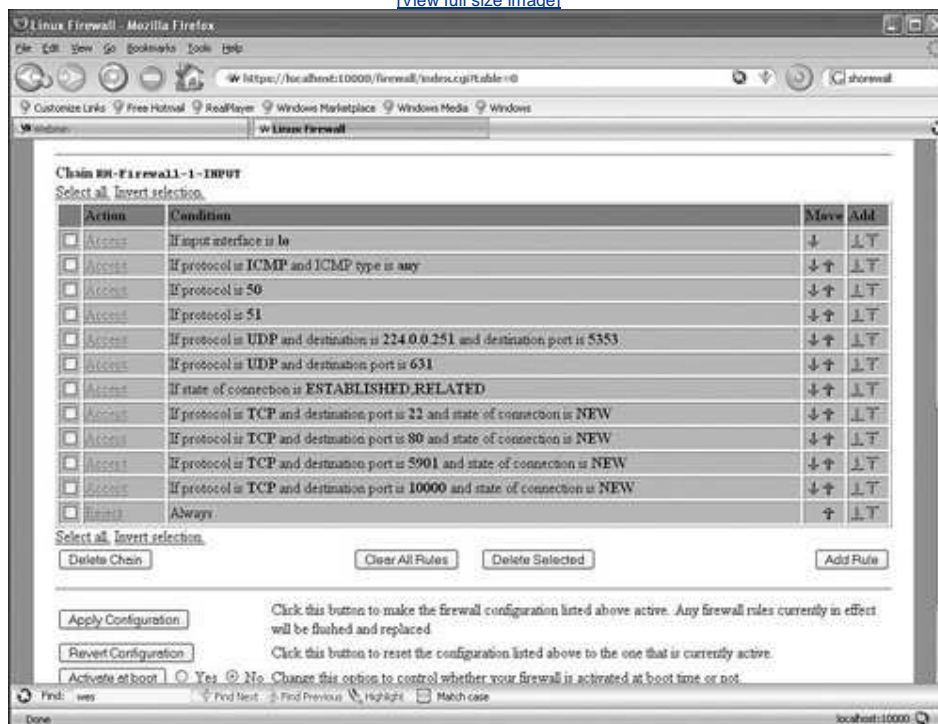 [View full size image]
Linux Firewall - Mozilla Firefox
File Edit View Go Bookmarks Tools Help
https://localhost:10000/firewall/index.cgi?table=0
shorewall
Customize Links Free Hotmail RealPlayer Windows Marketplace Windows Media Windows
Webmin Linux Firewall
Chain RH-Firewall-1-INPUT
Select all. Invert selection.
Action Condition Move Add
Accept If input interface is lo
Accept If protocol is ICMP and ICMP type is any
Accept If protocol is 50
Accept If protocol is 51
Accept If protocol is UDP and destination is 224.0.0.251 and destination port is 5353
Accept If protocol is UDP and destination port is 631
Accept If state of connection is ESTABLISHED,RELATED
Accept If protocol is TCP and destination port is 22 and state of connection is NEW
Accept If protocol is TCP and destination port is 80 and state of connection is NEW
Accept If protocol is TCP and destination port is 5901 and state of connection is NEW
Accept If protocol is TCP and destination port is 10000 and state of connection is NEW
Reject Always
Select all. Invert selection.
Delete Chain Clear All Rules Delete Selected Add Rule
Apply Configuration Click this button to make the firewall configuration listed above active. Any firewall rules currently in effect
will be flushed and replaced
Revert Configuration Click this button to reset the configuration listed above to the one that is currently active.
Activate at boot Yes No Change this option to control whether your firewall is activated at boot time or not.
Find: wes Find Next Find Previous Highlight Match case
Done localhost:10000